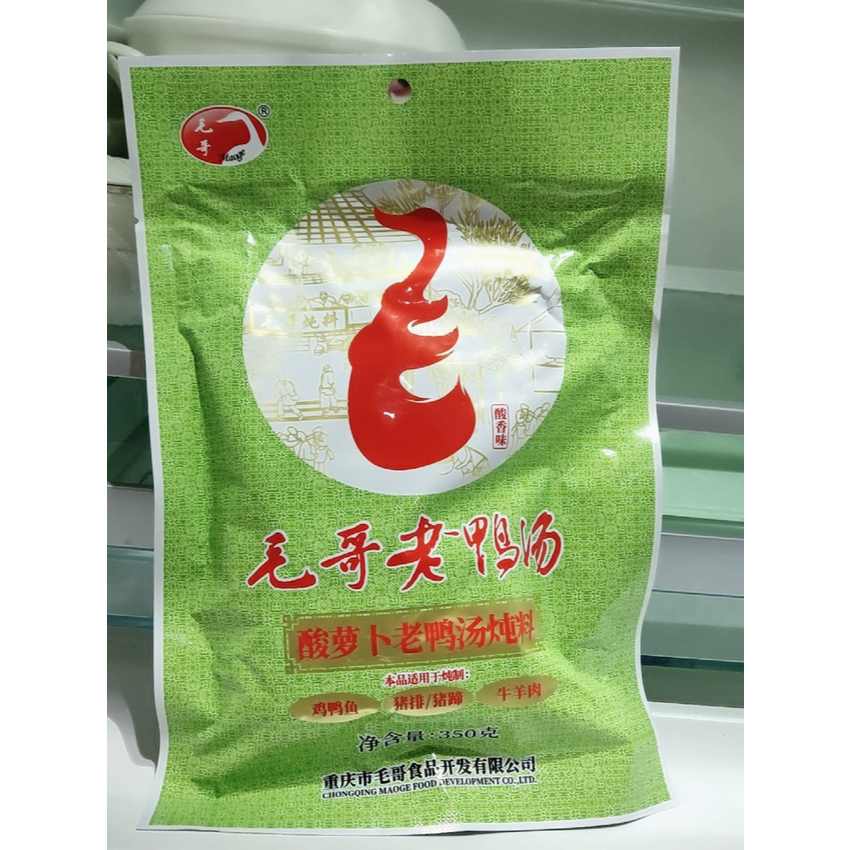 毛哥
Maoge
®
炖料
酸香味
毛哥老鸭汤
酸萝卜老鸭汤炖料
本品适用于炖制:
鸡鸭鱼 猪排/猪蹄 牛羊肉
净含量:350克
重庆市毛哥食品开发有限公司
CHONGQING MAOGE FOOD DEVELOPMENT CO.,LTD.